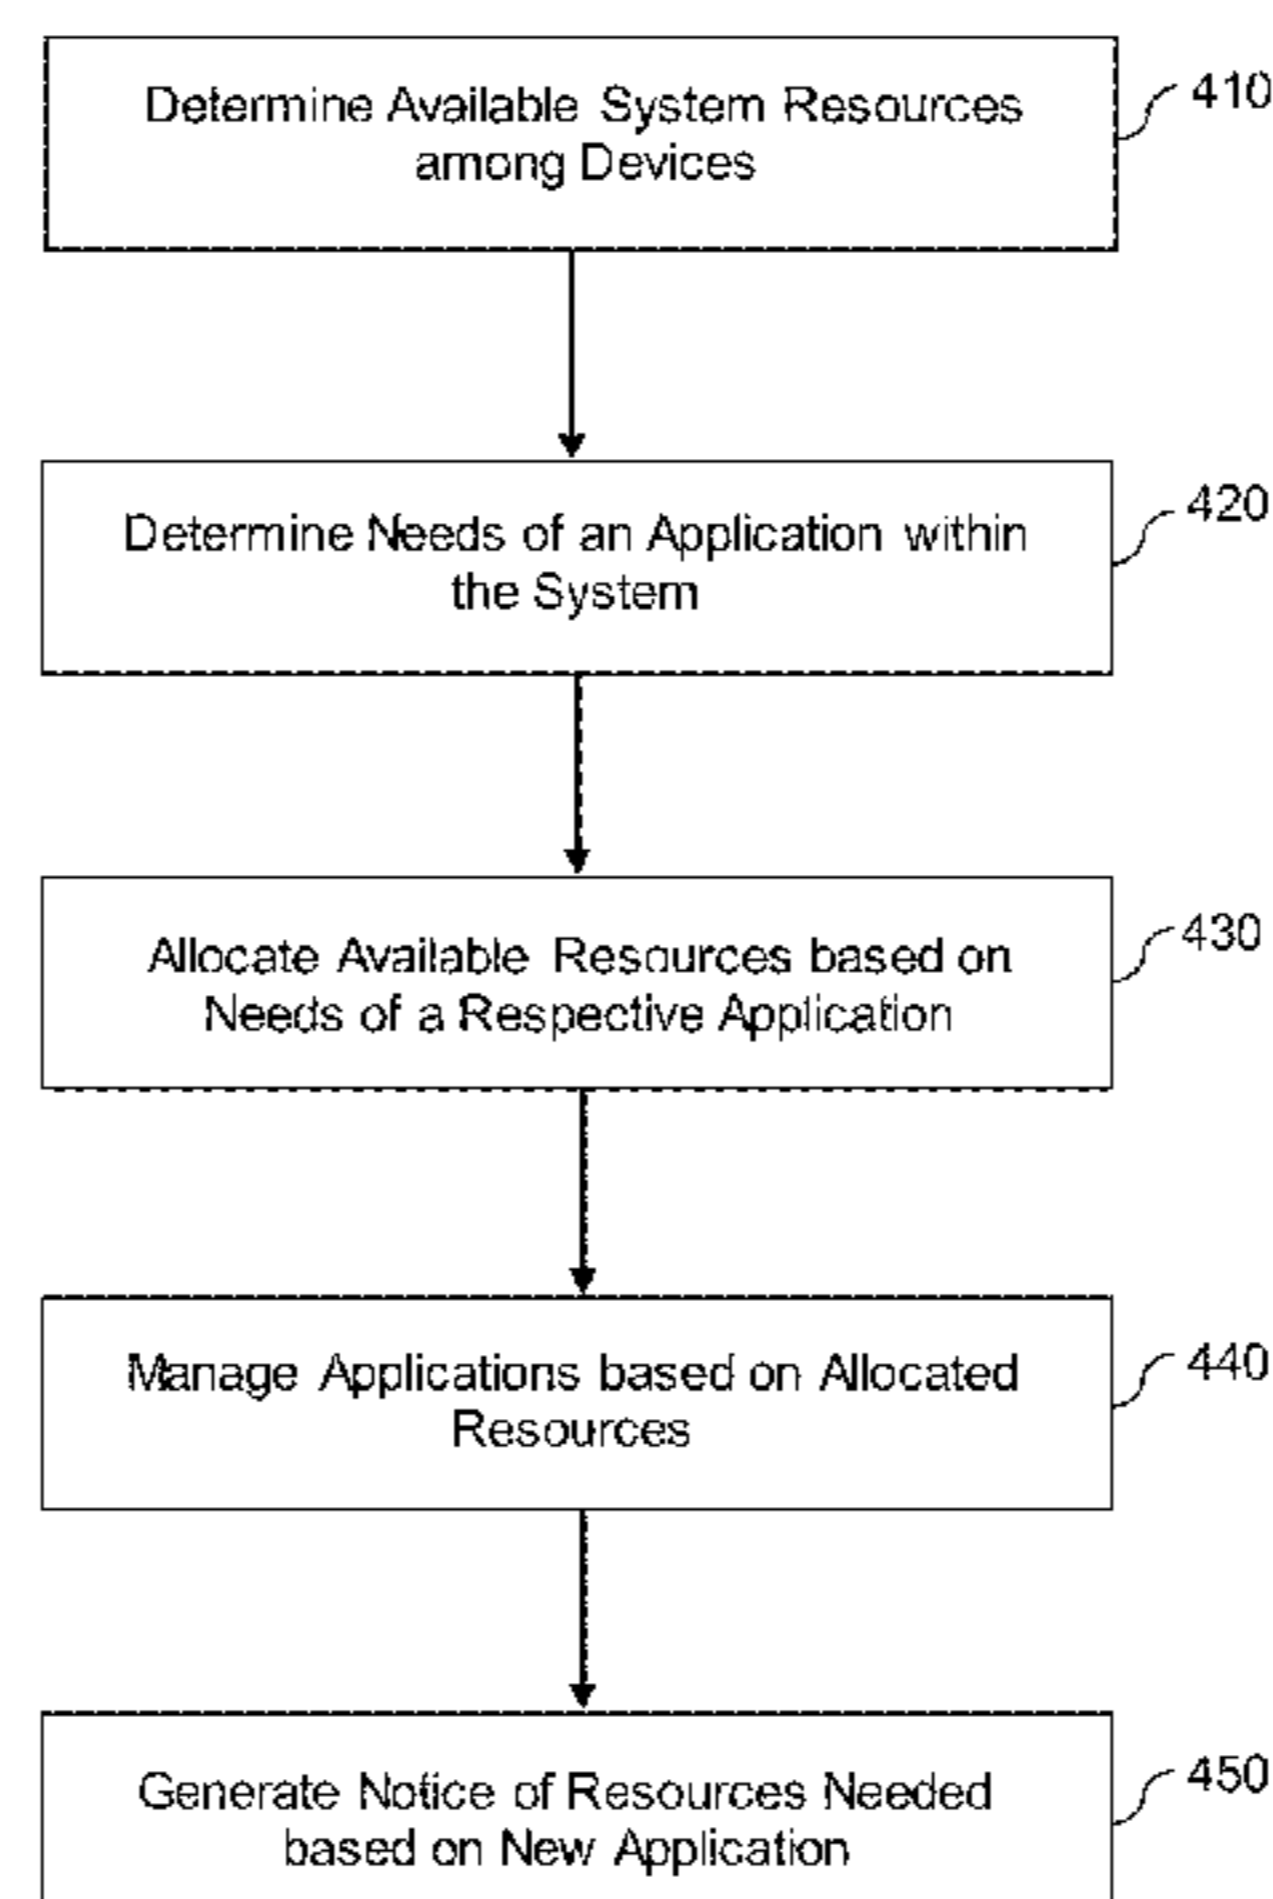 Determine Available System Resources
among Devices
410
Determine Needs of an Application within
the System
420
Allocate Available Resources based on
Needs of a Respective Application
430
Manage Applications based on Allocated
Resources
440
Generate Notice of Resources Needed
based on New Application
450